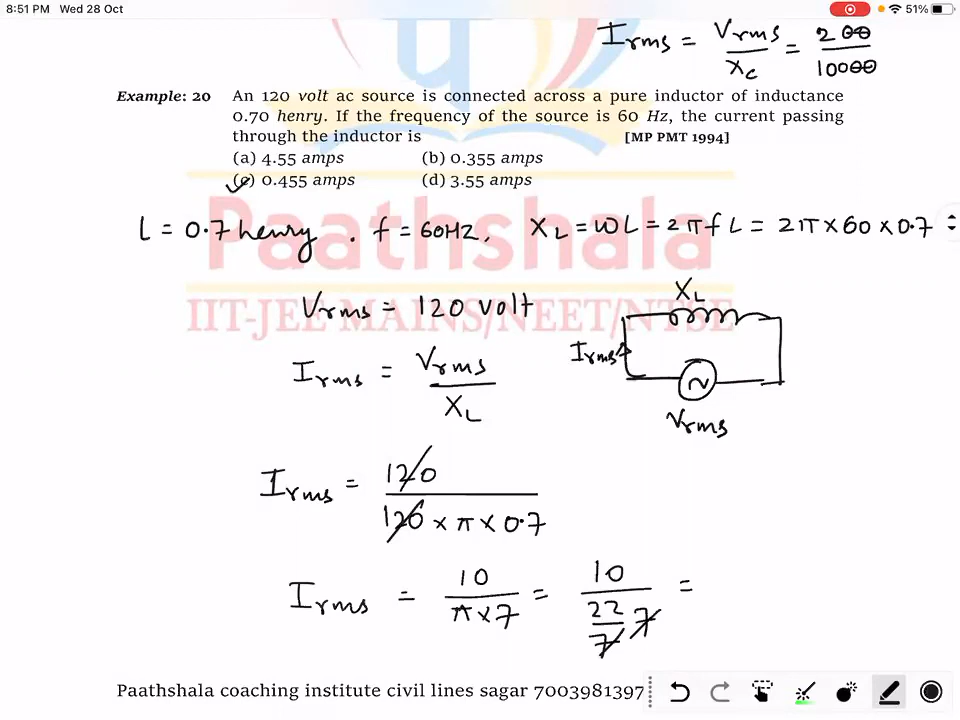 8:51 PM Wed 28 Oct 51%
Irms = Vrms/Xc = 200/10000
Example: 20 An 120 volt ac source is connected across a pure inductor of inductance
0.70 henry. If the frequency of the source is 60 Hz, the current passing
through the inductor is [MP PMT 1994]
(a) 4.55 amps (b) 0.355 amps
(c) 0.455 amps (d) 3.55 amps
Paathshala
L = 0.7 henry . f = 60Hz, XL = ωL = 2πfL = 2π×60×0.7 =
IIT-JEE MAINS/NEET/NTSE
Vrms = 120 volt
XL
Irms
Vrms
Irms = Vrms/XL
Irms = 120/120×π×0.7
Irms = 10/π×7 = 10/22/7 7 =
Paathshala coaching institute civil lines sagar 7003981397